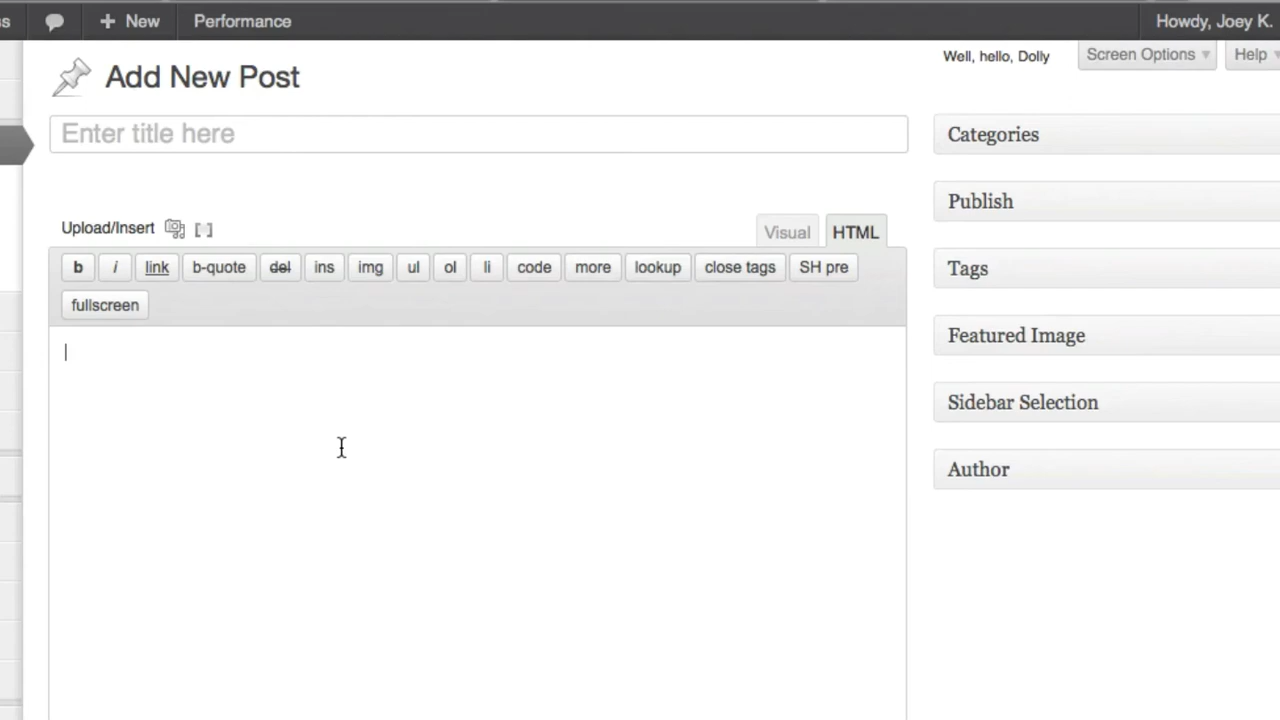 s New Performance Howdy, Joey K.
Well, hello, Dolly Screen Options Help
Add New Post
Enter title here
Upload/Insert Visual HTML
b i link b-quote del ins img ul ol li code more lookup close tags SH pre
fullscreen
Categories
Publish
Tags
Featured Image
Sidebar Selection
Author